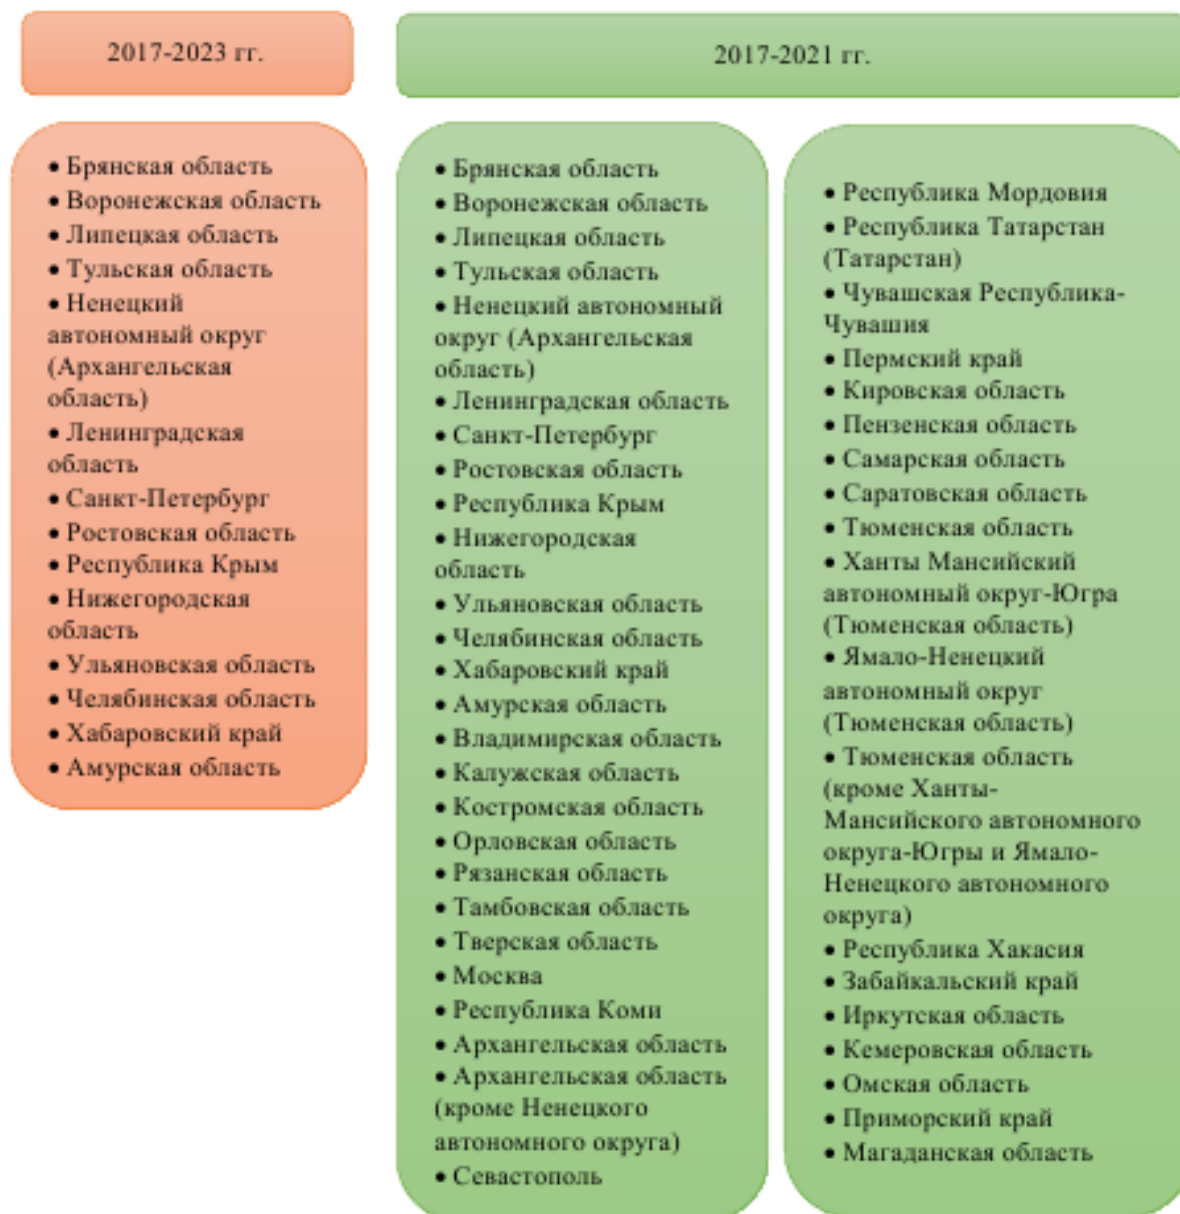 2017-2023 гг.
• Брянская область
• Воронежская область
• Липецкая область
• Тульская область
• Ненецкий
автономный округ
(Архангельская
область)
• Ленинградская
область
• Санкт-Петербург
• Ростовская область
• Республика Крым
• Нижегородская
область
• Ульяновская область
• Челябинская область
• Хабаровский край
• Амурская область
2017-2021 гг.
• Брянская область
• Воронежская область
• Липецкая область
• Тульская область
• Ненецкий автономный
округ (Архангельская
область)
• Ленинградская область
• Санкт-Петербург
• Ростовская область
• Республика Крым
• Нижегородская
область
• Ульяновская область
• Челябинская область
• Хабаровский край
• Амурская область
• Владимирская область
• Калужская область
• Костромская область
• Орловская область
• Рязанская область
• Тамбовская область
• Тверская область
• Москва
• Республика Коми
• Архангельская область
• Архангельская область
(кроме Ненецкого
автономного округа)
• Севастополь
• Республика Мордовия
• Республика Татарстан
(Татарстан)
• Чувашская Республика-
Чувашия
• Пермский край
• Кировская область
• Пензенская область
• Самарская область
• Саратовская область
• Тюменская область
• Ханты Мансийский
автономный округ-Югра
(Тюменская область)
• Ямало-Ненецкий
автономный округ
(Тюменская область)
• Тюменская область
(кроме Ханты-
Мансийского автономного
округа-Югры и Ямало-
Ненецкого автономного
округа)
• Республика Хакасия
• Забайкальский край
• Иркутская область
• Кемеровская область
• Омская область
• Приморский край
• Магаданская область